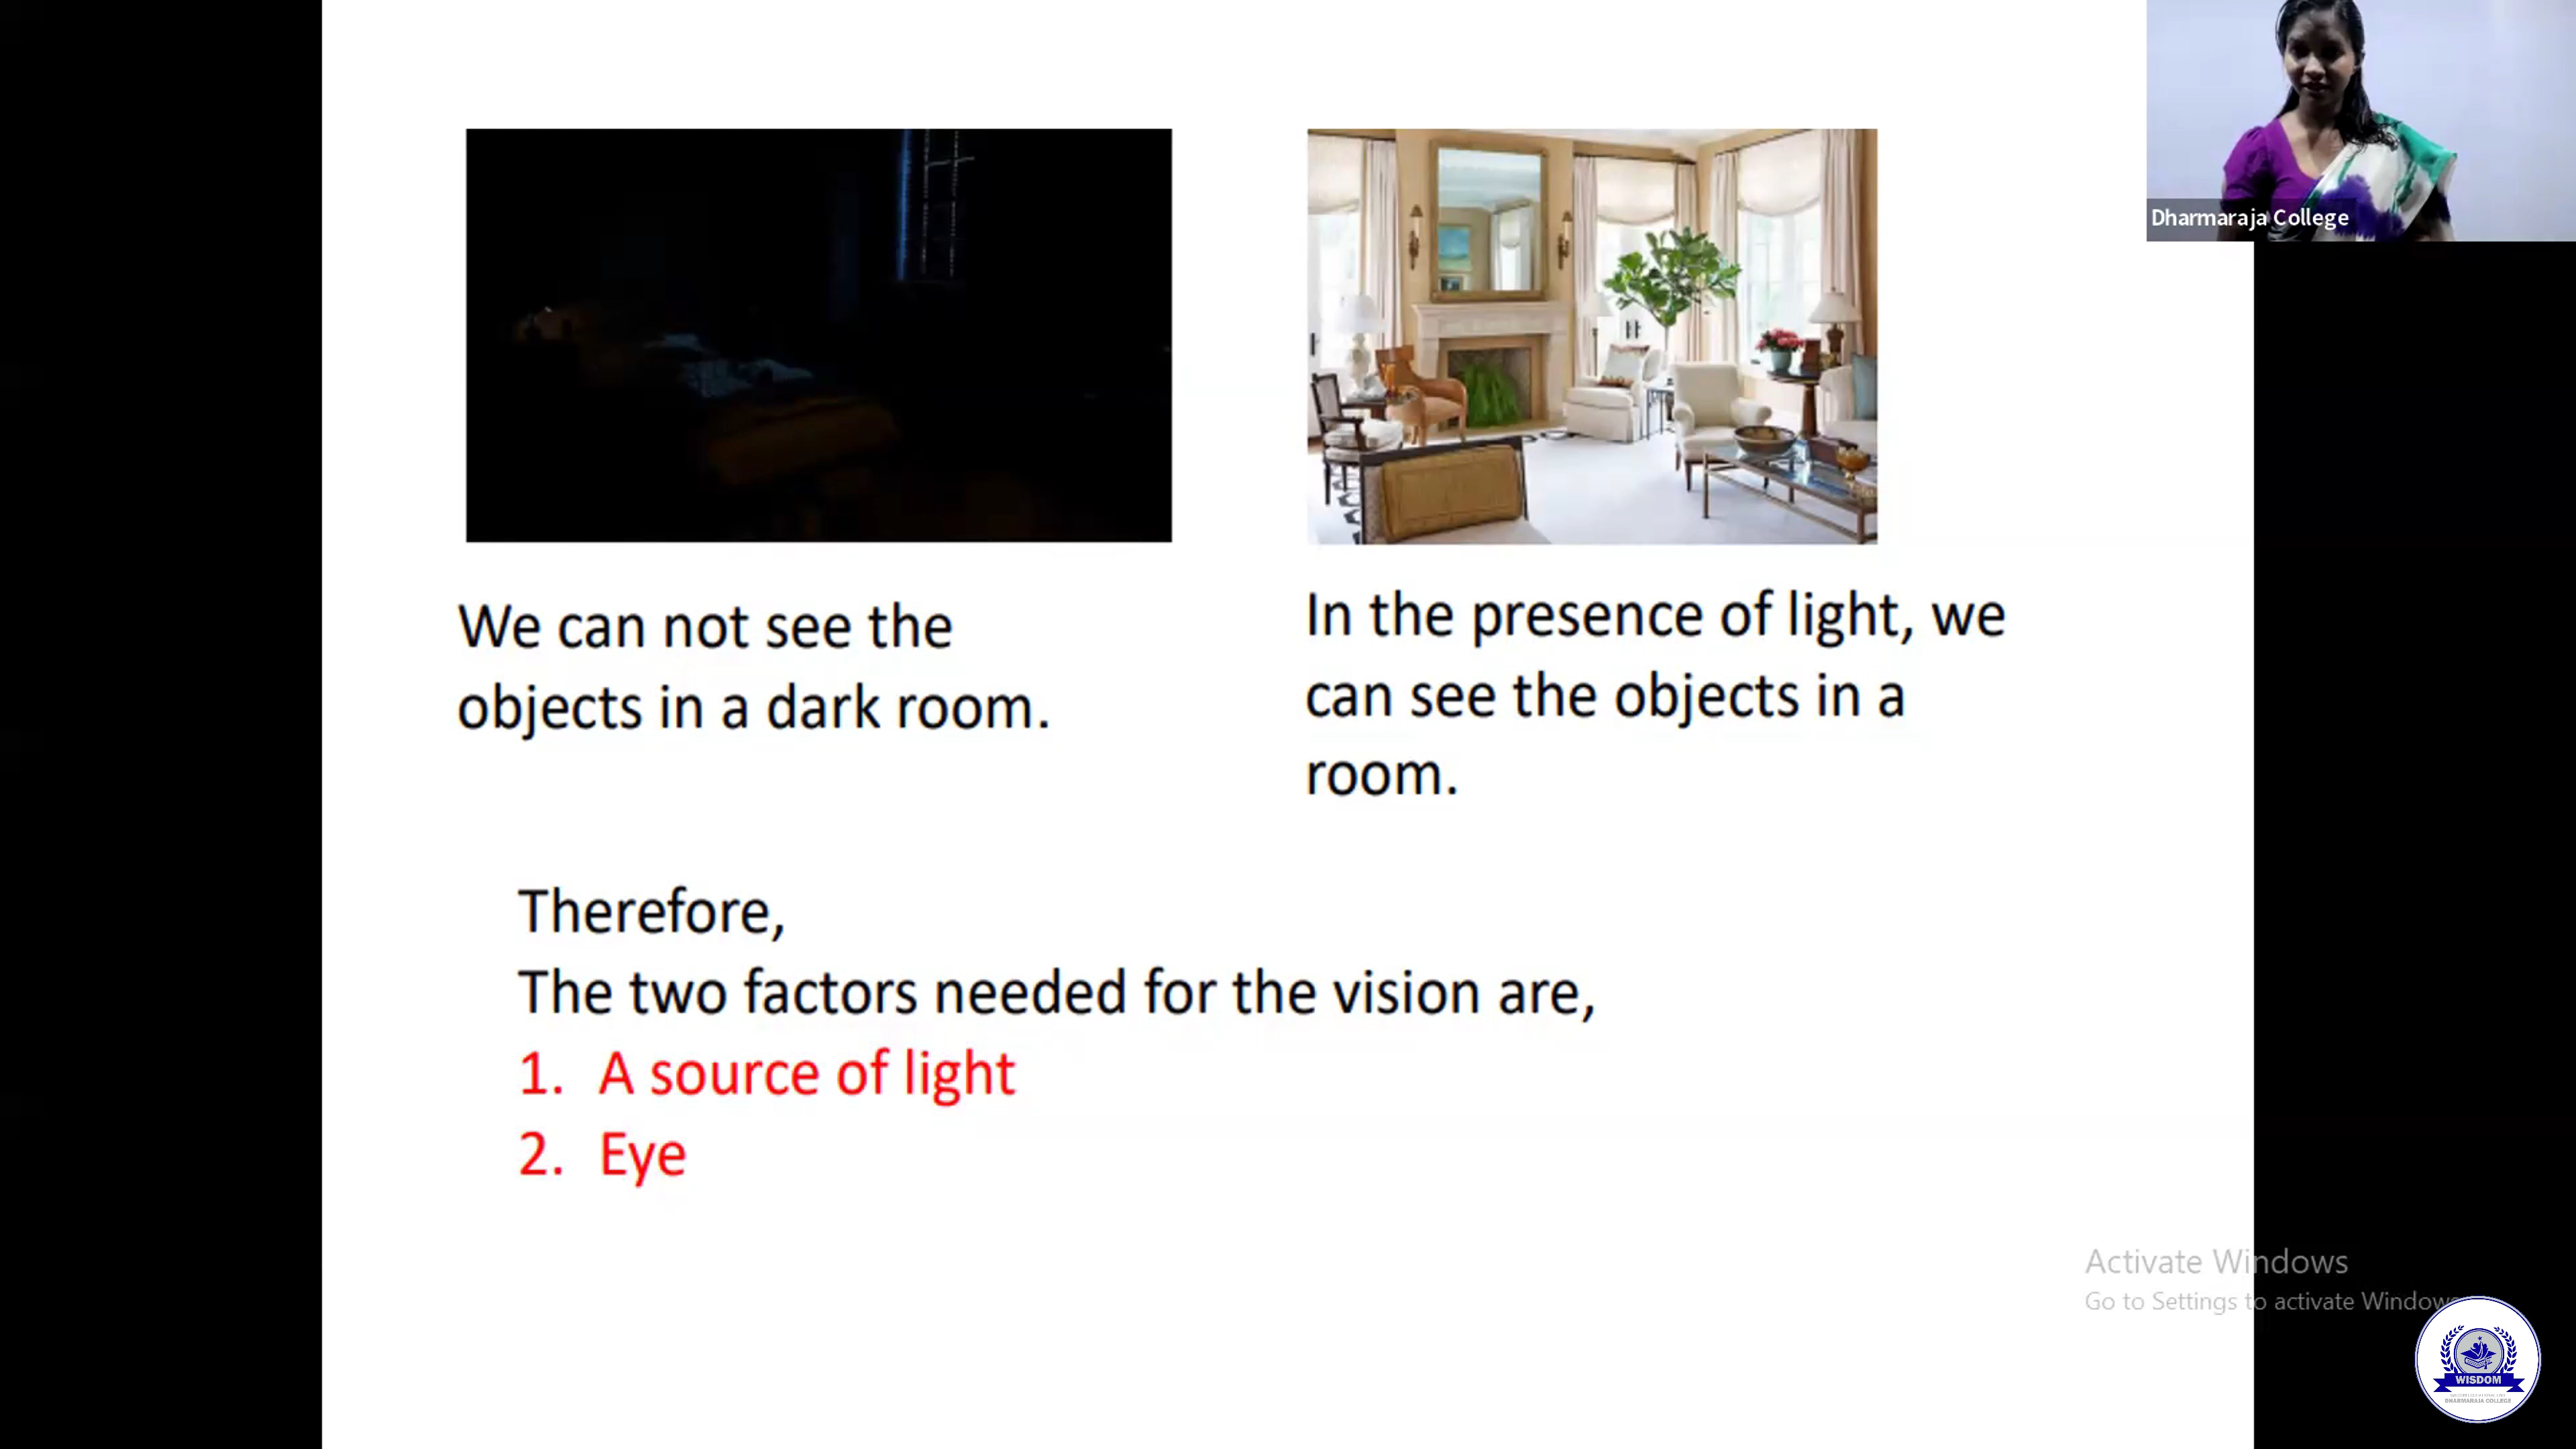 Dharmaraja College
We can not see the
objects in a dark room.
In the presence of light, we
can see the objects in a
room.
Therefore,
The two factors needed for the vision are,
1. A source of light
2. Eye
Activate Windows
Go to Settings to activate Windows
WISDOM
DHARMARAJA COLLEGE